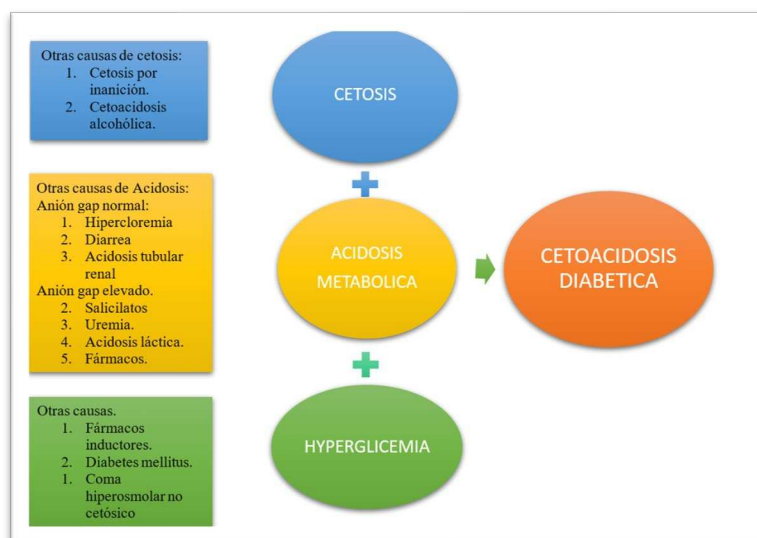 Otras causas de cetosis:
1. Cetosis por
inanición.
2. Cetoacidosis
alcohólica.
CETOSIS
Otras causas de Acidosis:
Anión gap normal:
1. Hipercloremia
2. Diarrea
3. Acidosis tubular
renal
Anión gap elevado.
2. Salicilatos
3. Uremia.
4. Acidosis láctica.
5. Fármacos.
ACIDOSIS
METABOLICA
CETOACIDOSIS
DIABETICA
Otras causas.
1. Fármacos
inductores.
2. Diabetes mellitus.
1. Coma
hiperosmolar no
cetósico
HYPERGLICEMIA